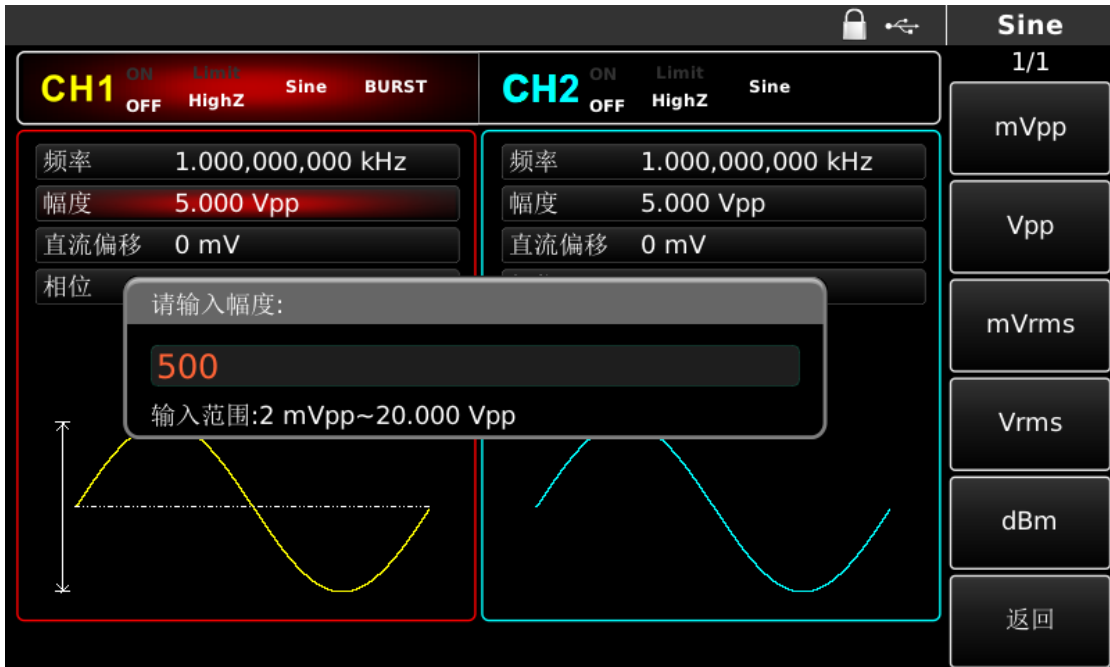 Sine
1/1
CH1 ON OFF Limit HighZ Sine BURST
CH2 ON OFF Limit HighZ Sine
频率 1.000,000,000 kHz
幅度 5.000 Vpp
直流偏移 0 mV
相位
频率 1.000,000,000 kHz
幅度 5.000 Vpp
直流偏移 0 mV
请输入幅度:
500
输入范围:2 mVpp~20.000 Vpp
mVpp
Vpp
mVrms
Vrms
dBm
返回